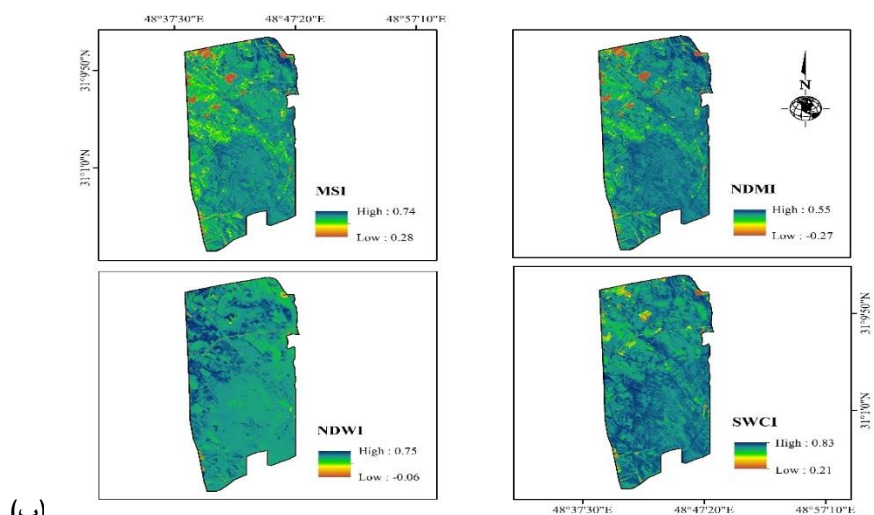 48°37'30"E 48°47'20"E 48°57'10"E
31°9'50"N
31°1'0"N
MSI
High : 0.74
Low : 0.28
N
NDMI
High : 0.55
Low : -0.27
NDWI
High : 0.75
Low : -0.06
31°9'50"N
31°1'0"N
SWCI
High : 0.83
Low : 0.21
48°37'30"E 48°47'20"E 48°57'10"E